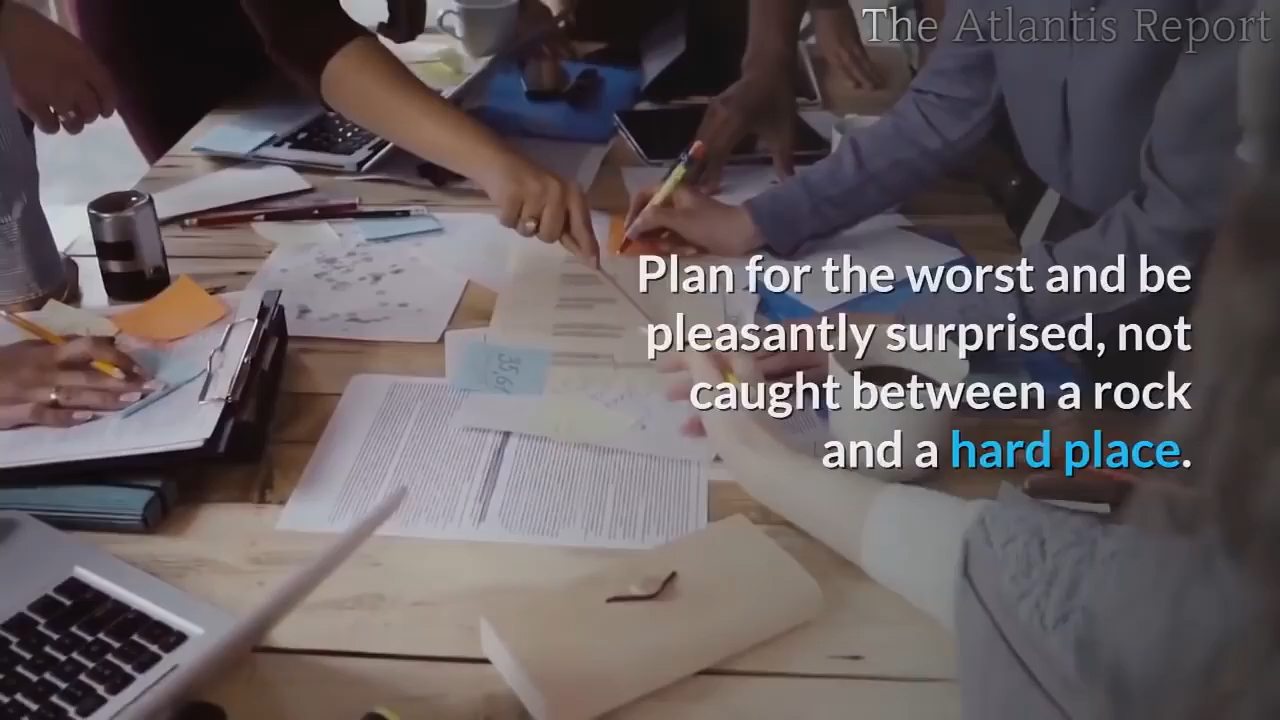 The Atlantis Report
Plan for the worst and be
pleasantly surprised, not
caught between a rock
and a hard place.